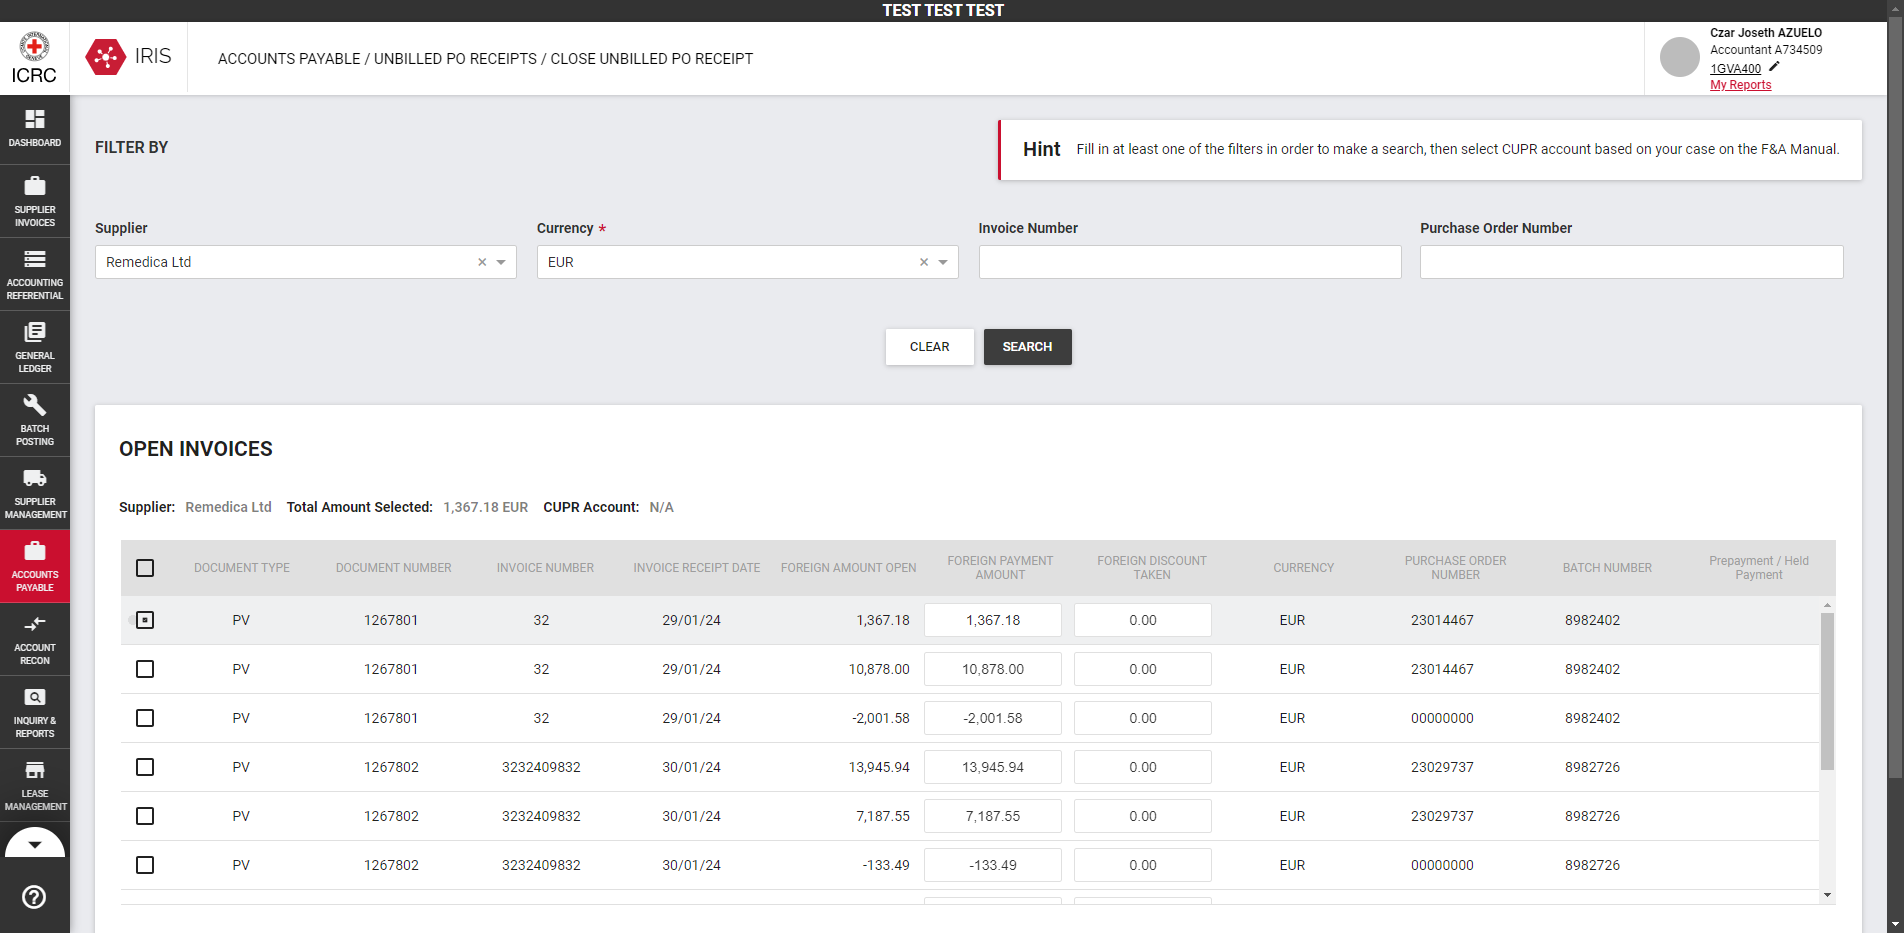 TEST TEST TEST
ICRC
IRIS
ACCOUNTS PAYABLE / UNBILLED PO RECEIPTS / CLOSE UNBILLED PO RECEIPT
Czar Joseth AZUELO
Accountant A734509
1GVA400
My Reports
DASHBOARD
SUPPLIER
INVOICES
ACCOUNTING
REFERENTIAL
GENERAL
LEDGER
BATCH
POSTING
SUPPLIER
MANAGEMENT
ACCOUNTS
PAYABLE
ACCOUNT
RECON
INQUIRY &
REPORTS
LEASE
MANAGEMENT
FILTER BY
Hint Fill in at least one of the filters in order to make a search, then select CUPR account based on your case on the F&A Manual.
Supplier Currency * Invoice Number Purchase Order Number
Remedica Ltd × EUR ×
CLEAR SEARCH
OPEN INVOICES
Supplier: Remedica Ltd Total Amount Selected: 1,367.18 EUR CUPR Account: N/A
DOCUMENT TYPE DOCUMENT NUMBER INVOICE NUMBER INVOICE RECEIPT DATE FOREIGN AMOUNT OPEN FOREIGN PAYMENT AMOUNT FOREIGN DISCOUNT TAKEN CURRENCY PURCHASE ORDER NUMBER BATCH NUMBER Prepayment / Held Payment
PV 1267801 32 29/01/24 1,367.18 1,367.18 0.00 EUR 23014467 8982402
PV 1267801 32 29/01/24 10,878.00 10,878.00 0.00 EUR 23014467 8982402
PV 1267801 32 29/01/24 -2,001.58 -2,001.58 0.00 EUR 00000000 8982402
PV 1267802 3232409832 30/01/24 13,945.94 13,945.94 0.00 EUR 23029737 8982726
PV 1267802 3232409832 30/01/24 7,187.55 7,187.55 0.00 EUR 23029737 8982726
PV 1267802 3232409832 30/01/24 -133.49 -133.49 0.00 EUR 00000000 8982726